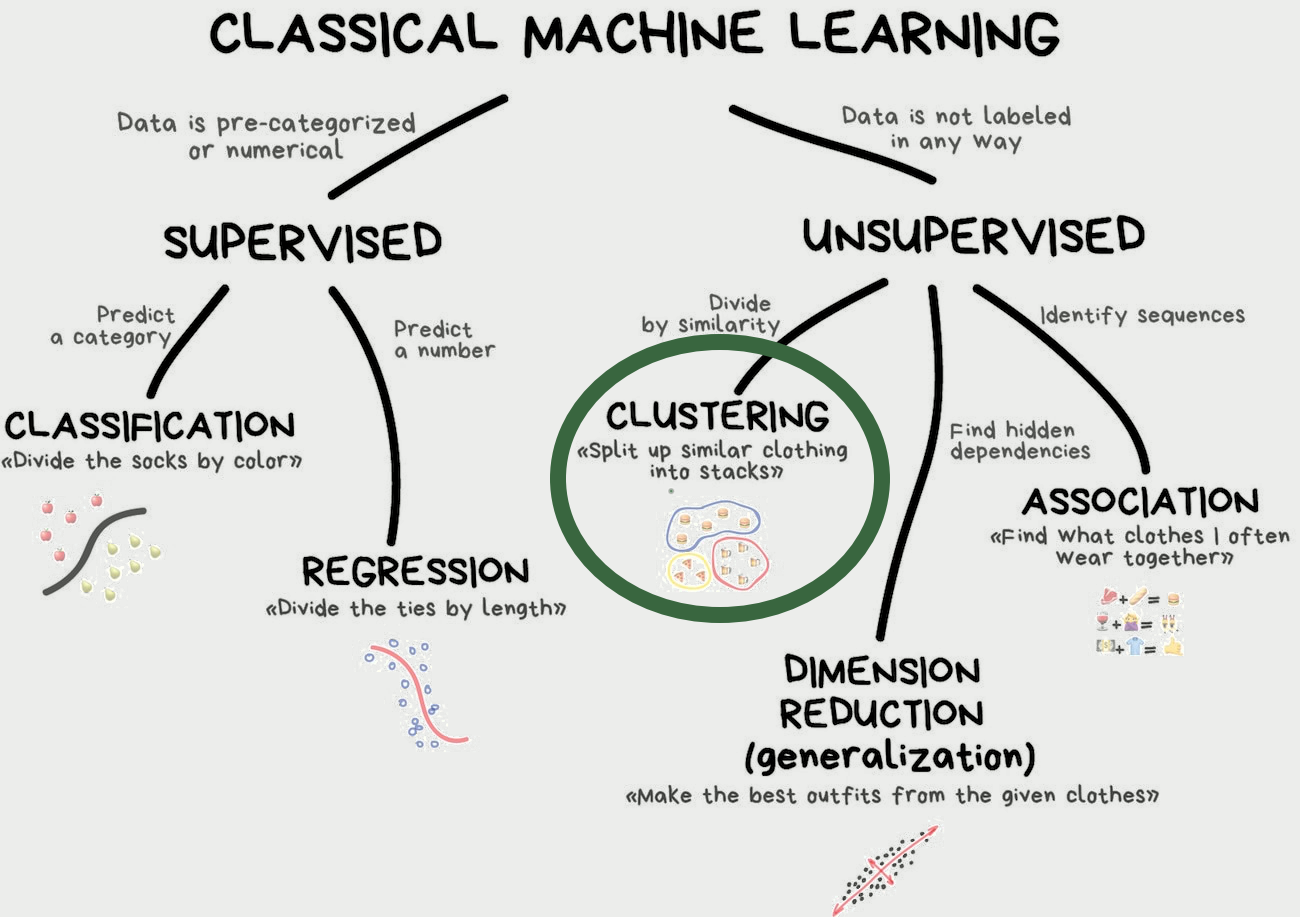 CLASSICAL MACHINE LEARNING
Data is pre-categorized
or numerical
Data is not labeled
in any way
SUPERVISED
UNSUPERVISED
Predict
a category
Predict
a number
Divide
by similarity
Identify sequences
CLASSIFICATION
«Divide the socks by color»
CLUSTERING
«Split up similar clothing
into stacks»
Find hidden
dependencies
ASSOCIATION
«Find what clothes I often
wear together»
REGRESSION
«Divide the ties by length»
+ =
+ =
+ =
DIMENSION
REDUCTION
(generalization)
«Make the best outfits from the given clothes»